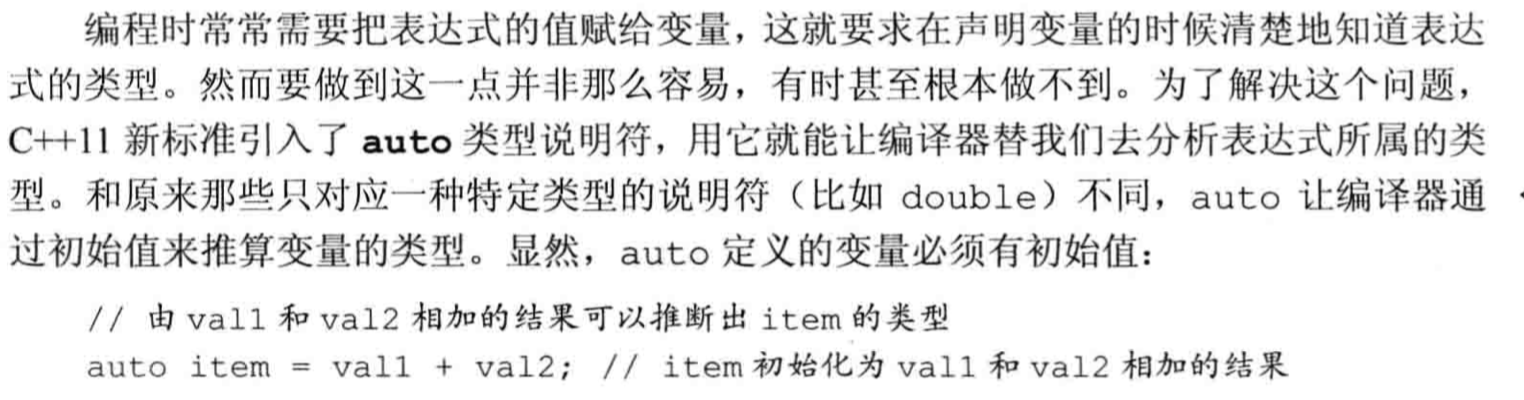 编程时常常需要把表达式的值赋给变量，这就要求在声明变量的时候清楚地知道表达
式的类型。然而要做到这一点并非那么容易，有时甚至根本做不到。为了解决这个问题，
C++11 新标准引入了 auto 类型说明符，用它就能让编译器替我们去分析表达式所属的类
型。和原来那些只对应一种特定类型的说明符（比如 double）不同，auto 让编译器通
过初始值来推算变量的类型。显然，auto 定义的变量必须有初始值：
// 由 val1 和 val2 相加的结果可以推断出 item 的类型
auto item = val1 + val2; // item 初始化为 val1 和 val2 相加的结果